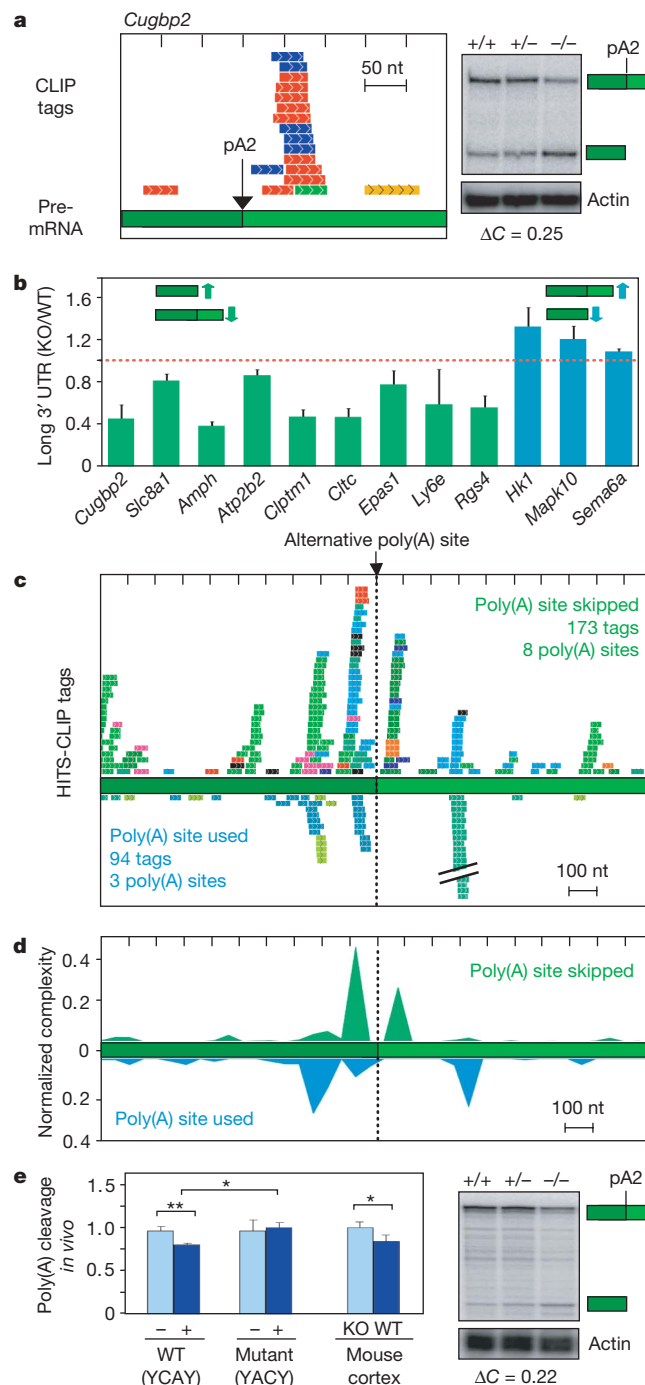 a
Cugbp2
CLIP
tags
50 nt
pA2
Pre-
mRNA
+/+ +/− −/−
pA2
Actin
ΔC = 0.25
b
Long 3′ UTR (KO/WT)
1.6
1.2
0.8
0.4
0
Cugbp2
Slc8a1
Amph
Atp2b2
Clptm1
Cltc
Epas1
Ly6e
Rgs4
Hk1
Mapk10
Sema6a
Alternative poly(A) site
c
HITS-CLIP tags
Poly(A) site skipped
173 tags
8 poly(A) sites
Poly(A) site used
94 tags
3 poly(A) sites
100 nt
d
Normalized complexity
0.4
0.2
0
0.2
0.4
Poly(A) site skipped
Poly(A) site used
100 nt
e
Poly(A) cleavage
in vivo
1.5
1.0
0.5
0
**
*
*
− +
− +
KO WT
WT
(YCAY)
Mutant
(YACY)
Mouse
cortex
+/+ +/− −/−
pA2
Actin
ΔC = 0.22